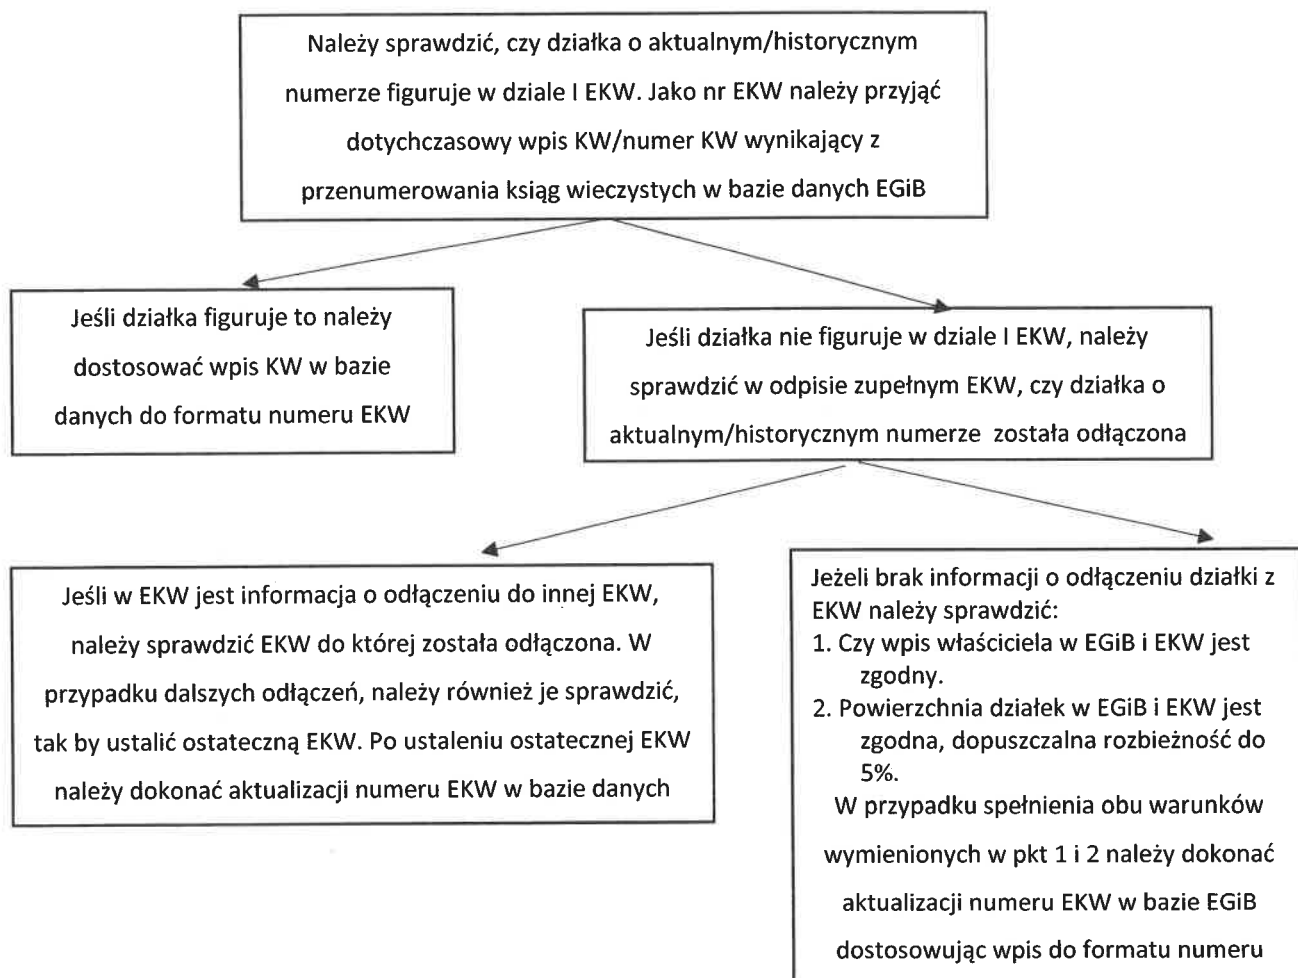 Należy sprawdzić, czy działka o aktualnym/historycznym
numerze figuruje w dziale I EKW. Jako nr EKW należy przyjąć
dotychczasowy wpis KW/numer KW wynikający z
przenumerowania ksiąg wieczystych w bazie danych EGiB
Jeśli działka figuruje to należy
dostosować wpis KW w bazie
danych do formatu numeru EKW
Jeśli działka nie figuruje w dziale I EKW, należy
sprawdzić w odpisie zupełnym EKW, czy działka o
aktualnym/historycznym numerze została odłączona
Jeśli w EKW jest informacja o odłączeniu do innej EKW,
należy sprawdzić EKW do której została odłączona. W
przypadku dalszych odłączeń, należy również je sprawdzić,
tak by ustalić ostateczną EKW. Po ustaleniu ostatecznej EKW
należy dokonać aktualizacji numeru EKW w bazie danych
Jeżeli brak informacji o odłączeniu działki z
EKW należy sprawdzić:
1. Czy wpis właściciela w EGiB i EKW jest
zgodny.
2. Powierzchnia działek w EGiB i EKW jest
zgodna, dopuszczalna rozbieżność do
5%.
W przypadku spełnienia obu warunków
wymienionych w pkt 1 i 2 należy dokonać
aktualizacji numeru EKW w bazie EGiB
dostosowując wpis do formatu numeru